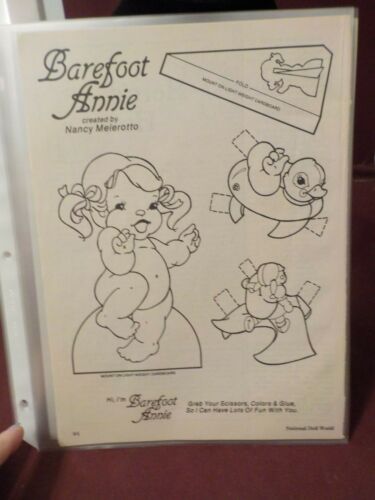 Barefoot
Annie
created by
Nancy Meierotto
FOLD
MOUNT ON LIGHT WEIGHT CARDBOARD
MOUNT ON LIGHT WEIGHT CARDBOARD
Hi, I'm Barefoot
Annie
Grab Your Scissors, Colors & Glue,
So I Can Have Lots Of Fun With You.
National Doll World